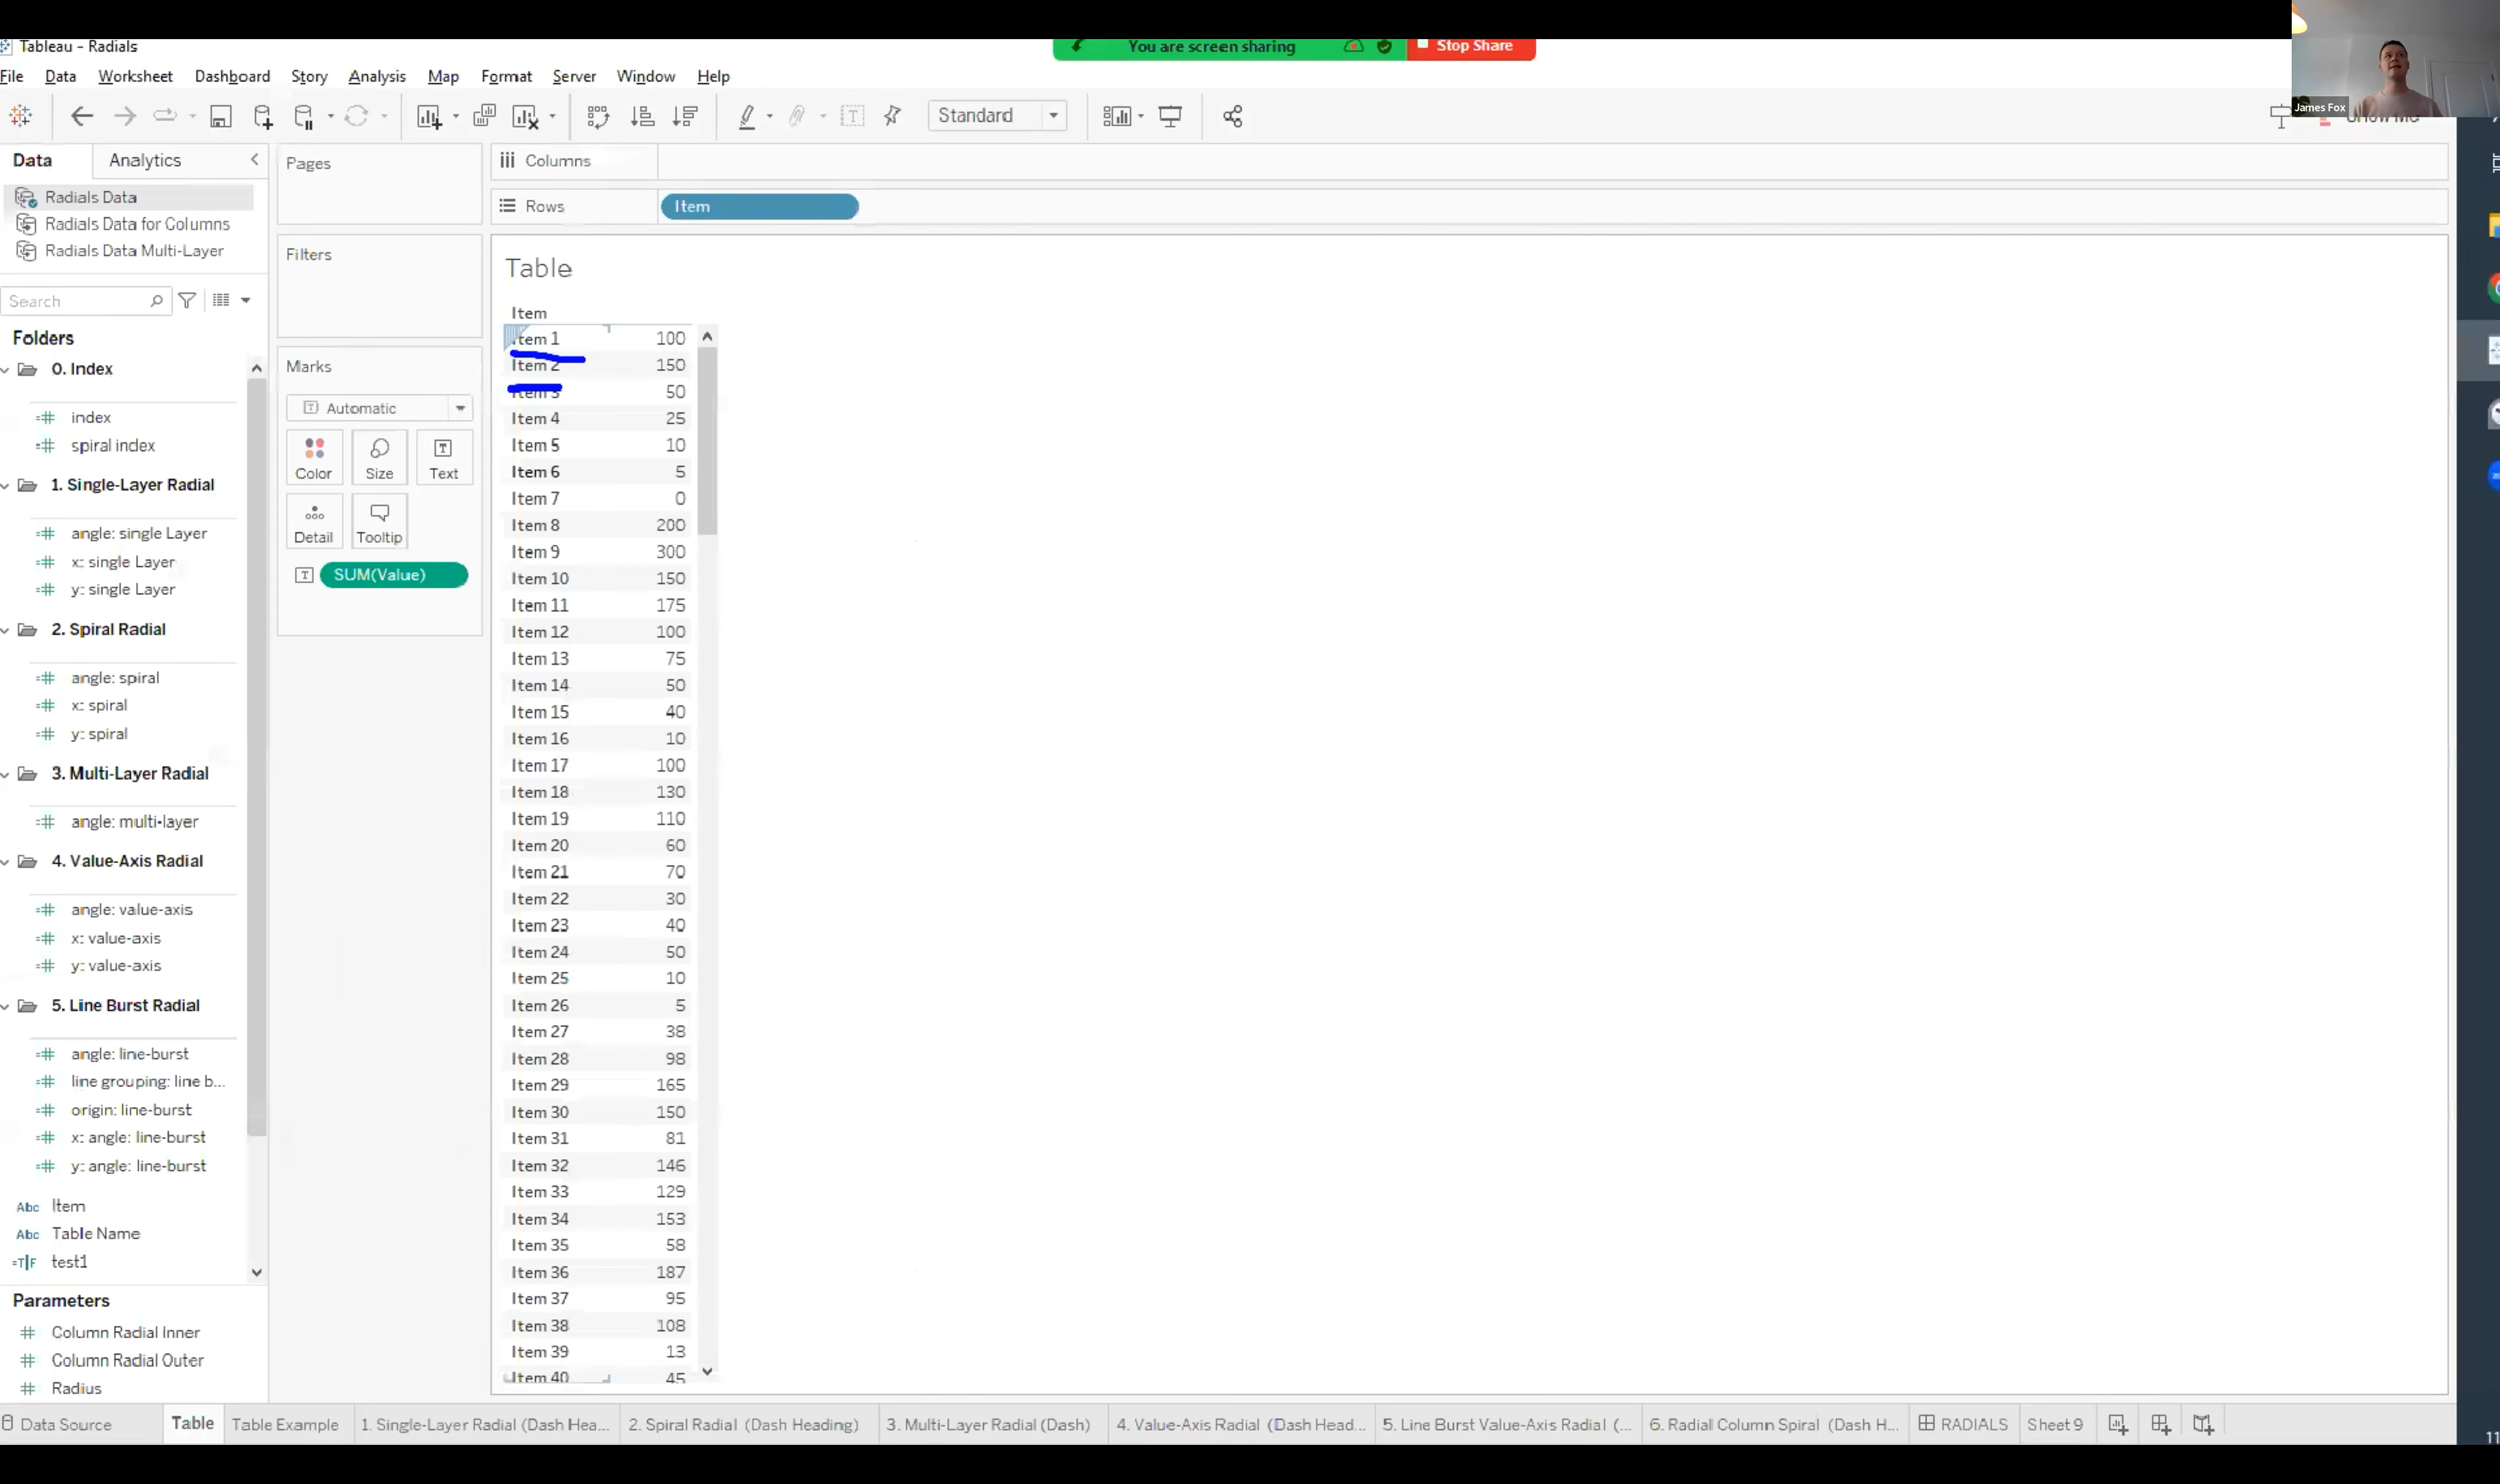 Tableau - Radials
You are screen sharing
Stop Share
James Fox
File Data Worksheet Dashboard Story Analysis Map Format Server Window Help
Standard
Data Analytics
Radials Data
Radials Data for Columns
Radials Data Multi-Layer
Search
Folders
0. Index
index
spiral index
1. Single-Layer Radial
angle: single Layer
x: single Layer
y: single Layer
2. Spiral Radial
angle: spiral
x: spiral
y: spiral
3. Multi-Layer Radial
angle: multi-layer
4. Value-Axis Radial
angle: value-axis
x: value-axis
y: value-axis
5. Line Burst Radial
angle: line-burst
line grouping: line b...
origin: line-burst
x: angle: line-burst
y: angle: line-burst
Abc Item
Abc Table Name
=T|F test1
Parameters
# Column Radial Inner
# Column Radial Outer
# Radius
Pages
Filters
Marks
Automatic
Color Size Text
Detail Tooltip
SUM(Value)
Columns
Rows Item
Table
Item
Item 1 100
Item 2 150
Item 3 50
Item 4 25
Item 5 10
Item 6 5
Item 7 0
Item 8 200
Item 9 300
Item 10 150
Item 11 175
Item 12 100
Item 13 75
Item 14 50
Item 15 40
Item 16 10
Item 17 100
Item 18 130
Item 19 110
Item 20 60
Item 21 70
Item 22 30
Item 23 40
Item 24 50
Item 25 10
Item 26 5
Item 27 38
Item 28 98
Item 29 165
Item 30 150
Item 31 81
Item 32 146
Item 33 129
Item 34 153
Item 35 58
Item 36 187
Item 37 95
Item 38 108
Item 39 13
Item 40 45
Data Source Table Table Example 1. Single-Layer Radial (Dash Hea... 2. Spiral Radial (Dash Heading) 3. Multi-Layer Radial (Dash) 4. Value-Axis Radial (Dash Head... 5. Line Burst Value-Axis Radial (... 6. Radial Column Spiral (Dash H... RADIALS Sheet 9